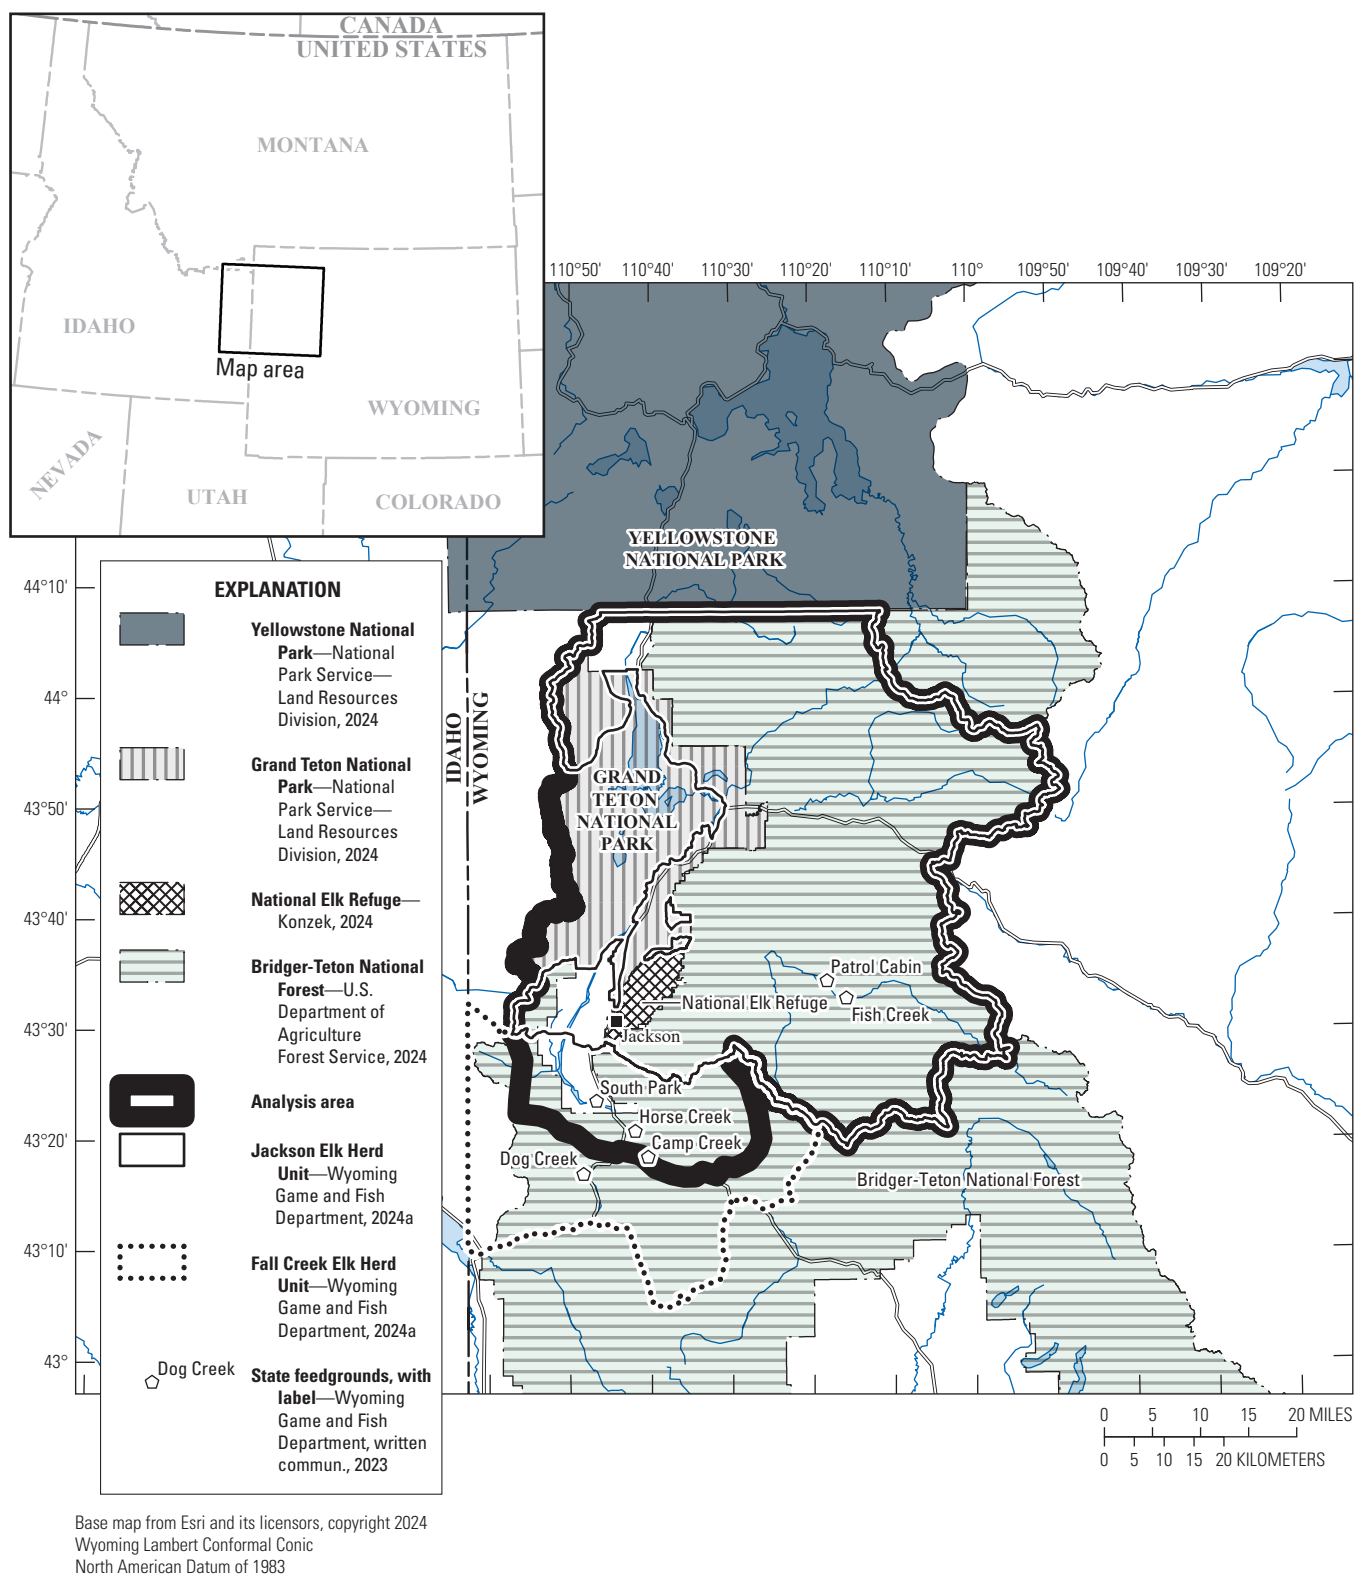 CANADA
UNITED STATES
MONTANA
IDAHO
Map area
WYOMING
NEVADA
UTAH
COLORADO
110°50' 110°40' 110°30' 110°20' 110°10' 110° 109°50' 109°40' 109°30' 109°20'
44°10'
44°
43°50'
43°40'
43°30'
43°20'
43°10'
43°
YELLOWSTONE
NATIONAL PARK
IDAHO
WYOMING
GRAND
TETON
NATIONAL
PARK
Patrol Cabin
National Elk Refuge
Fish Creek
Jackson
South Park
Horse Creek
Camp Creek
Dog Creek
Bridger-Teton National Forest
EXPLANATION
Yellowstone National
Park—National
Park Service—
Land Resources
Division, 2024
Grand Teton National
Park—National
Park Service—
Land Resources
Division, 2024
National Elk Refuge—
Konzek, 2024
Bridger-Teton National
Forest—U.S.
Department of
Agriculture
Forest Service, 2024
Analysis area
Jackson Elk Herd
Unit—Wyoming
Game and Fish
Department, 2024a
Fall Creek Elk Herd
Unit—Wyoming
Game and Fish
Department, 2024a
Dog Creek
State feedgrounds, with
label—Wyoming
Game and Fish
Department, written
commun., 2023
0 5 10 15 20 MILES
0 5 10 15 20 KILOMETERS
Base map from Esri and its licensors, copyright 2024
Wyoming Lambert Conformal Conic
North American Datum of 1983